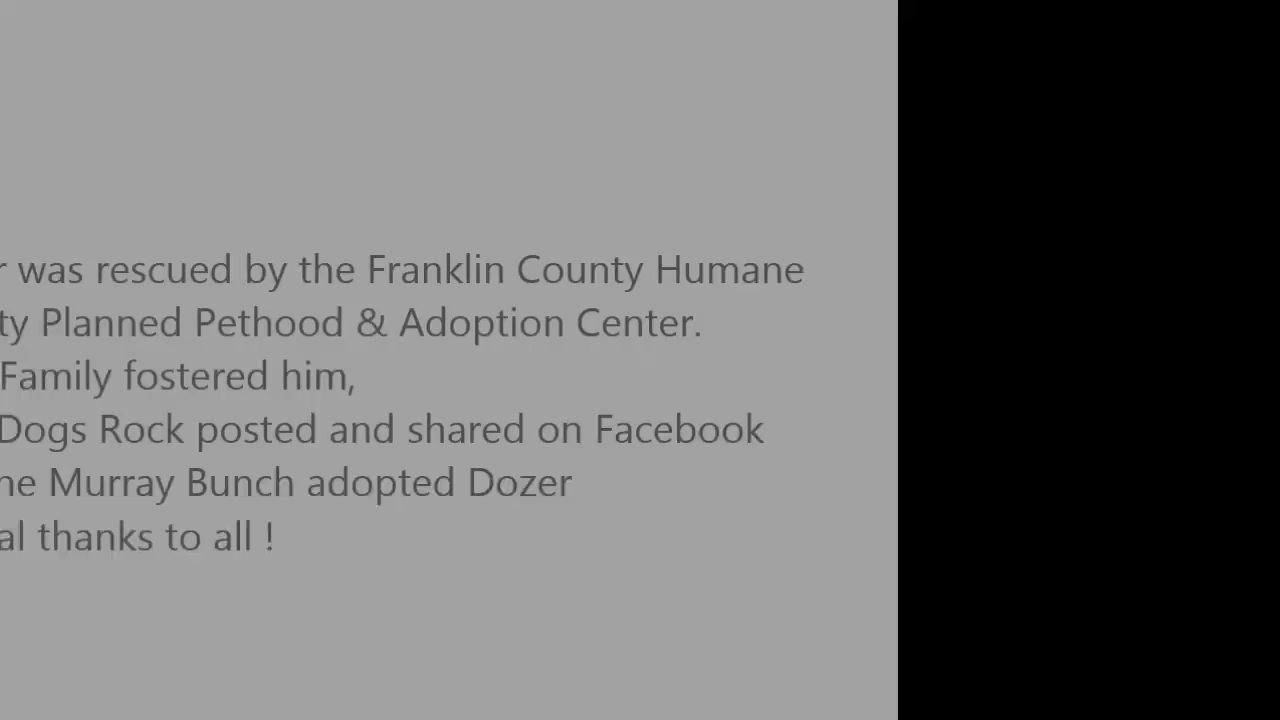 r was rescued by the Franklin County Humane
ty Planned Pethood & Adoption Center.
Family fostered him,
Dogs Rock posted and shared on Facebook
he Murray Bunch adopted Dozer
al thanks to all !